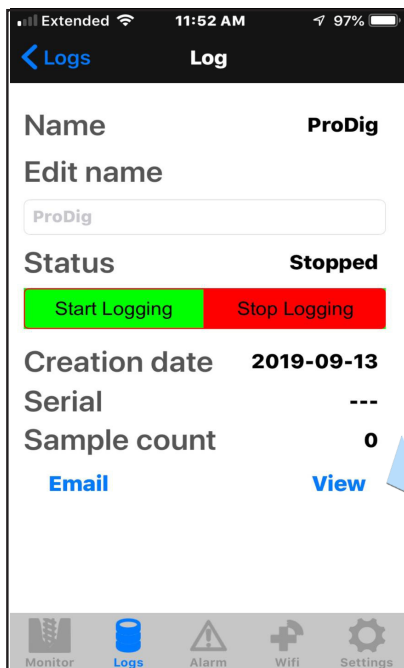 Extended 11:52 AM 97%
Logs Log
Name ProDig
Edit name
ProDig
Status Stopped
Start Logging Stop Logging
Creation date 2019-09-13
Serial ---
Sample count 0
Email View
Monitor Logs Alarm Wifi Settings